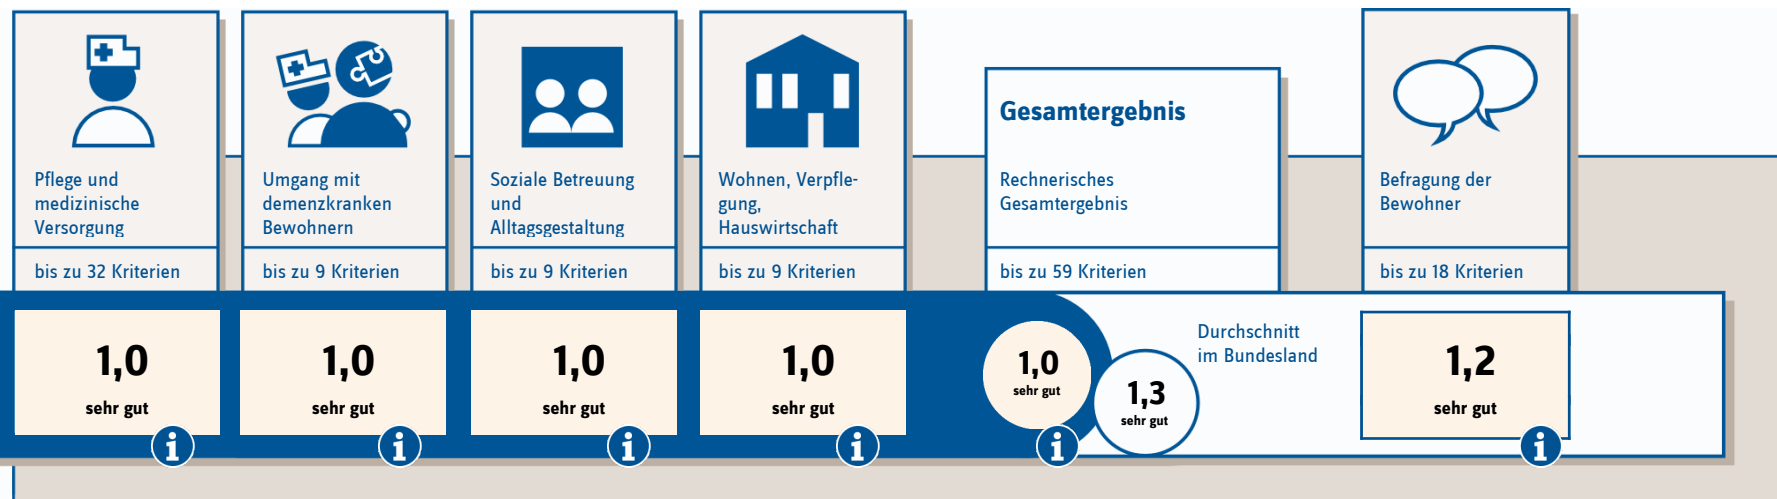 Pflege und
medizinische
Versorgung
bis zu 32 Kriterien
1,0
sehr gut
i
Umgang mit
demenzkranken
Bewohnern
bis zu 9 Kriterien
1,0
sehr gut
i
Soziale Betreuung
und
Alltagsgestaltung
bis zu 9 Kriterien
1,0
sehr gut
i
Wohnen, Verpfle-
gung,
Hauswirtschaft
bis zu 9 Kriterien
1,0
sehr gut
i
Gesamtergebnis
Rechnerisches
Gesamtergebnis
bis zu 59 Kriterien
1,0
sehr gut
i
1,3
sehr gut
Durchschnitt
im Bundesland
Befragung der
Bewohner
bis zu 18 Kriterien
1,2
sehr gut
i